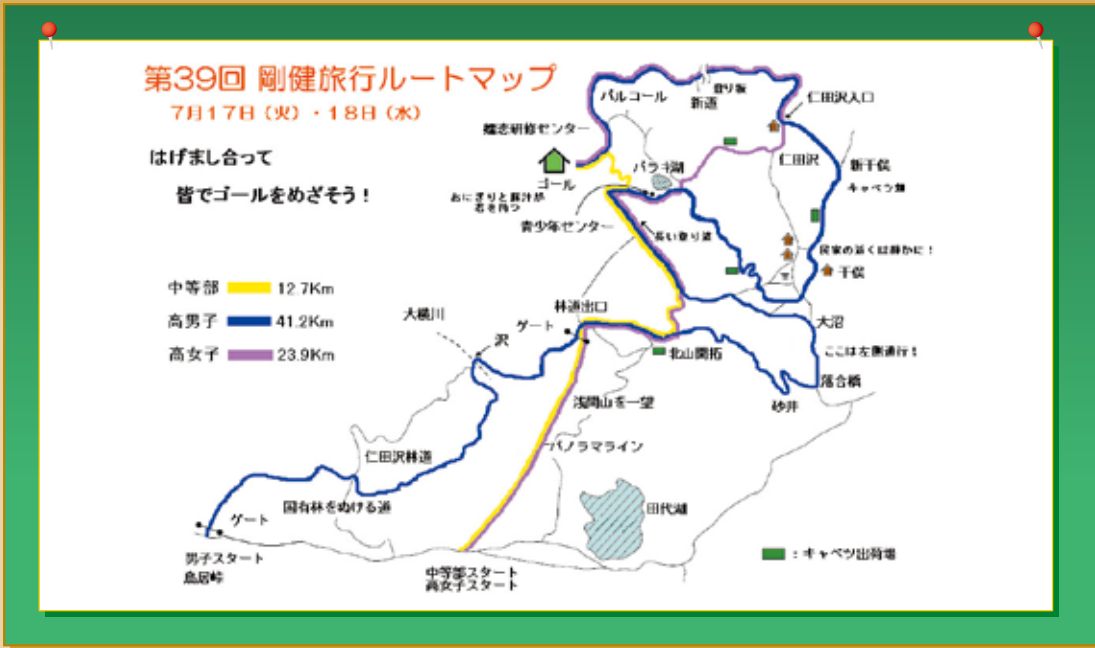 第39回 剛健旅行ルートマップ
7月17日（火）・18日（水）
はげまし合って
皆でゴールをめざそう！
中等部 12.7Km
高男子 41.2Km
高女子 23.9Km
パルコール
登り坂
新道
仁田沢入口
嬬恋研修センター
ゴール
おにぎりと豚汁が
君を待つ
バラキ湖
仁田沢
新干俣
キャベツ畑
青少年センター
長い登り坂
民家の近くは静かに！
干俣
大横川
沢
ゲート
林道出口
北山開拓
大沼
ここは左側通行！
落合橋
砂井
浅間山を一望
パノラマライン
仁田沢林道
国有林をぬける道
ゲート
田代湖
男子スタート
鳥居峠
中等部スタート
高女子スタート
：キャベツ出荷場